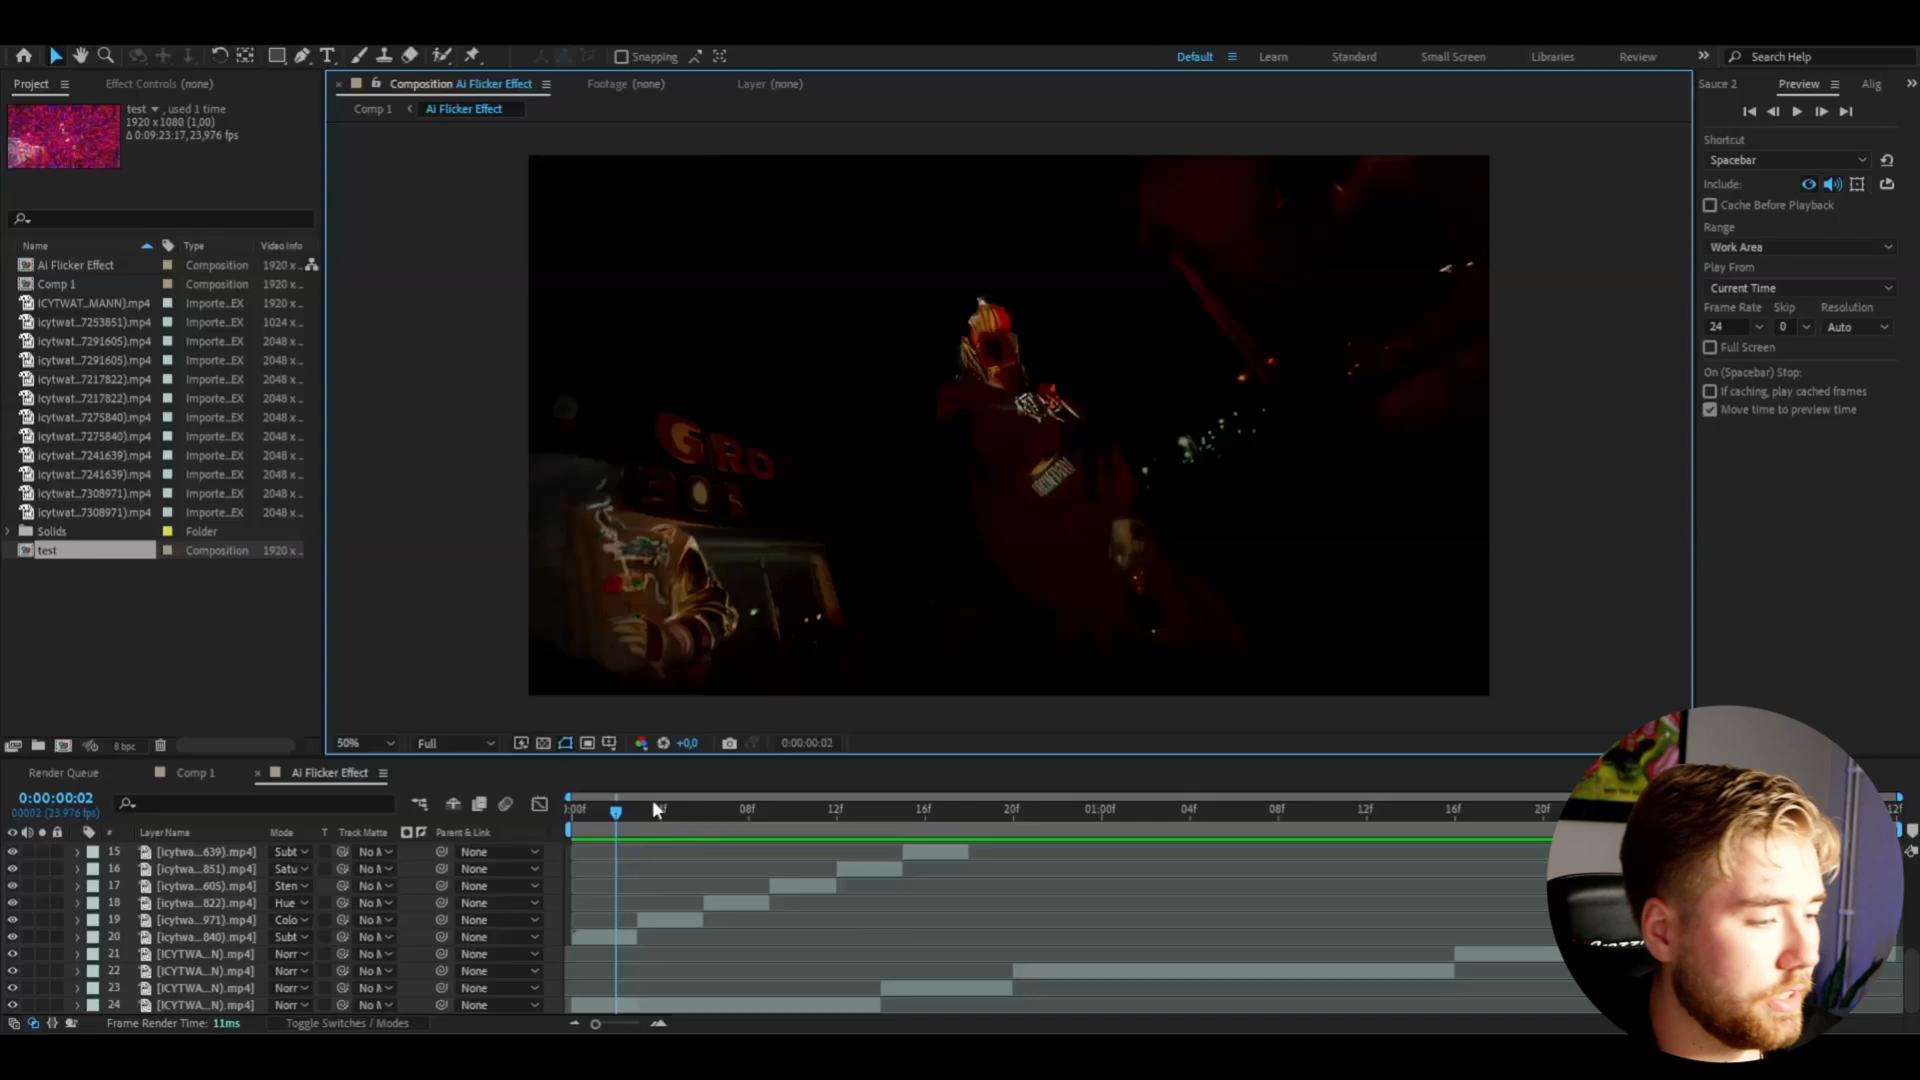 Snapping
Default
Learn
Standard
Small Screen
Libraries
Review
Search Help
Project
Effect Controls (none)
Composition Ai Flicker Effect
Footage (none)
Layer (none)
Sauce 2
Preview
Alig
test , used 1 time
1920 x 1080 (1,00)
Δ 0:09:23:17, 23,976 fps
Comp 1
Ai Flicker Effect
Shortcut
Spacebar
Include:
Cache Before Playback
Range
Work Area
Play From
Current Time
Frame Rate Skip Resolution
24 0 Auto
Full Screen
On (Spacebar) Stop:
If caching, play cached frames
Move time to preview time
Name Type Video Info
Ai Flicker Effect Composition 1920 x ...
Comp 1 Composition 1920 x ...
ICYTWAT...MANN).mp4 Importe...EX 1920 x ...
icytwat...7253851).mp4 Importe...EX 1024 x ...
icytwat...7291605).mp4 Importe...EX 2048 x ...
icytwat...7291605).mp4 Importe...EX 2048 x ...
icytwat...7217822).mp4 Importe...EX 2048 x ...
icytwat...7217822).mp4 Importe...EX 2048 x ...
icytwat...7275840).mp4 Importe...EX 2048 x ...
icytwat...7275840).mp4 Importe...EX 2048 x ...
icytwat...7241639).mp4 Importe...EX 2048 x ...
icytwat...7241639).mp4 Importe...EX 2048 x ...
icytwat...7308971).mp4 Importe...EX 2048 x ...
icytwat...7308971).mp4 Importe...EX 2048 x ...
Solids Folder
test Composition 1920 x ...
GRO
8 bpc
50% Full +0,0 0:00:00:02
Render Queue
Comp 1
Ai Flicker Effect
0:00:00:02
00002 (23.976 fps)
:00f 08f 12f 16f 20f 01:00f 04f 08f 12f 16f 20f 12f
# Layer Name Mode T Track Matte Parent & Link
15 [icytwa...639).mp4] Subt No M None
16 [icytwa...851).mp4] Satu No M None
17 [icytwa...605).mp4] Sten No M None
18 [icytwa...822).mp4] Hue No M None
19 [icytwa...971).mp4] Colo No M None
20 [icytwa...840).mp4] Subt No M None
21 [ICYTWA...N).mp4] Norr No M None
22 [ICYTWA...N).mp4] Norr No M None
23 [ICYTWA...N).mp4] Norr No M None
24 [ICYTWA...N).mp4] Norr No M None
Frame Render Time: 11ms
Toggle Switches / Modes